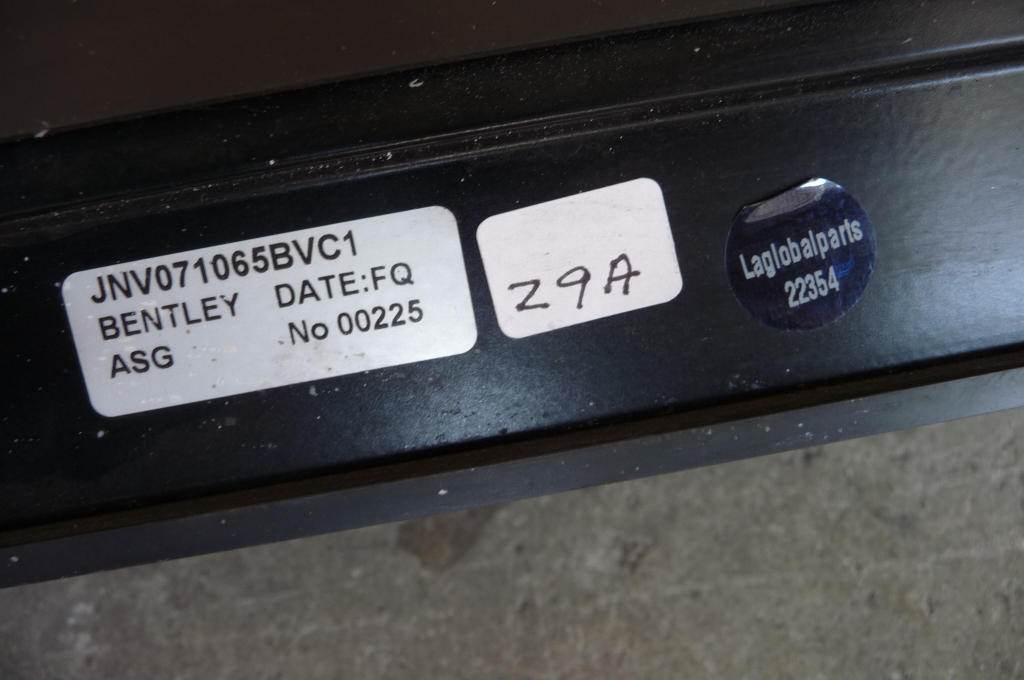 JNV071065BVC1
BENTLEY DATE:FQ
ASG No 00225
Z9A
Laglobalparts
22354